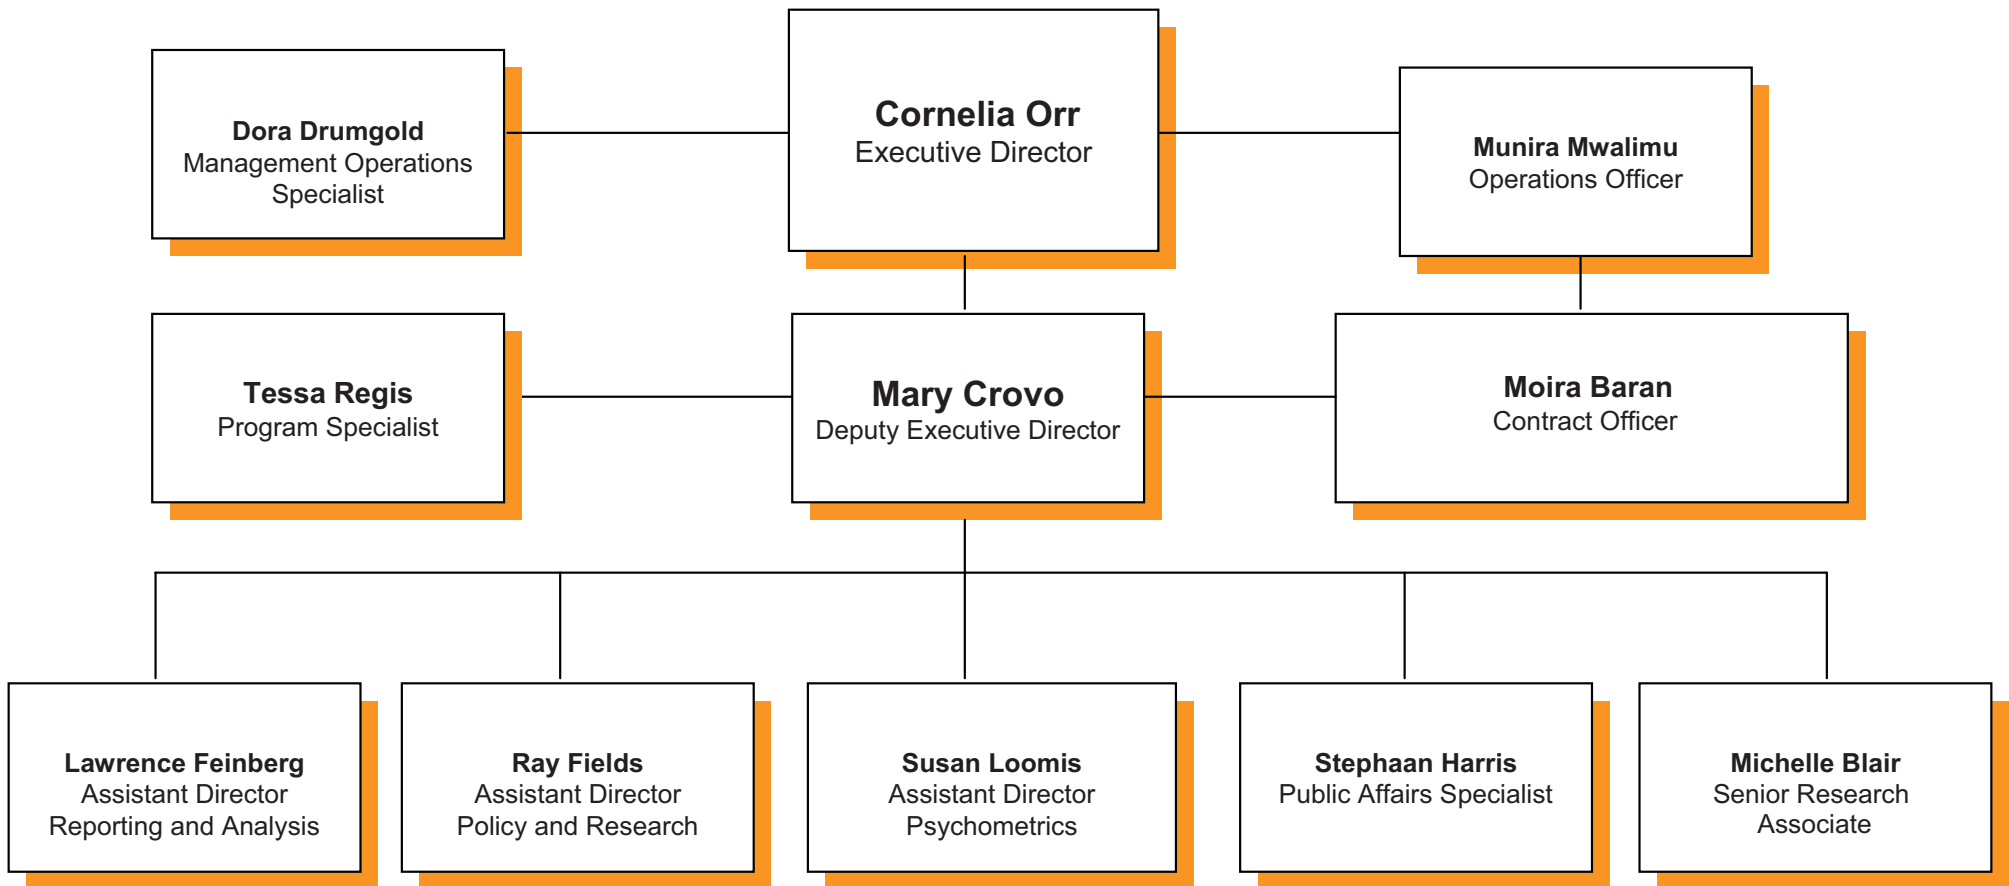 Dora Drumgold
Management Operations
Specialist
Cornelia Orr
Executive Director
Munira Mwalimu
Operations Officer
Tessa Regis
Program Specialist
Mary Crovo
Deputy Executive Director
Moira Baran
Contract Officer
Lawrence Feinberg
Assistant Director
Reporting and Analysis
Ray Fields
Assistant Director
Policy and Research
Susan Loomis
Assistant Director
Psychometrics
Stephaan Harris
Public Affairs Specialist
Michelle Blair
Senior Research
Associate